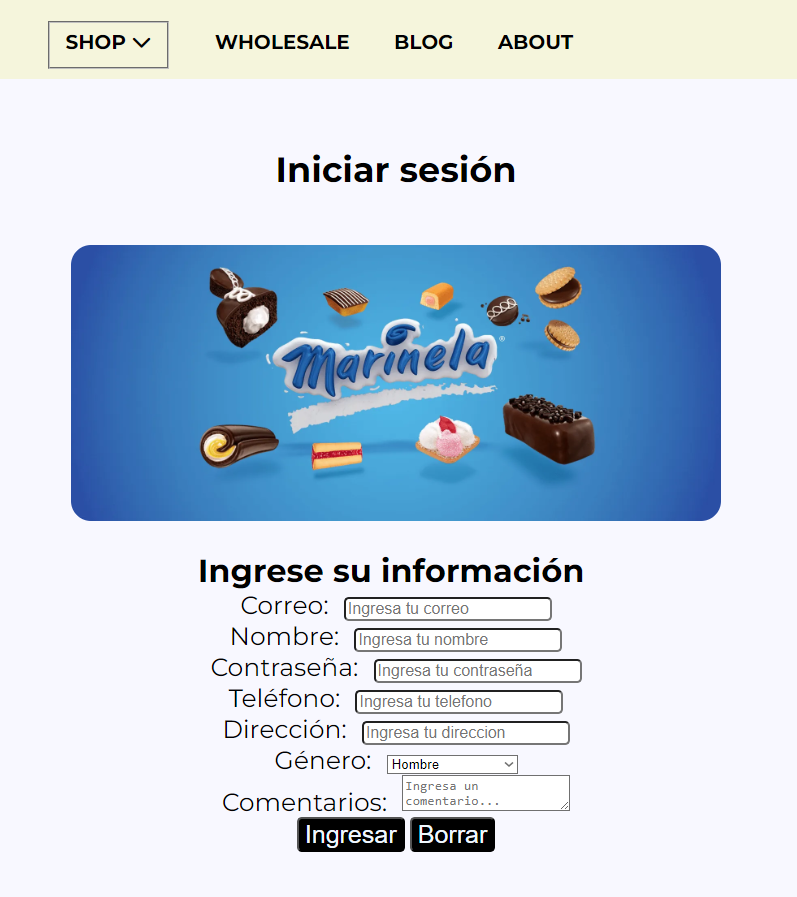 SHOP WHOLESALE BLOG ABOUT
Iniciar sesión
Marinela®
Ingrese su información
Correo: Ingresa tu correo
Nombre: Ingresa tu nombre
Contraseña: Ingresa tu contraseña
Teléfono: Ingresa tu telefono
Dirección: Ingresa tu direccion
Género: Hombre
Comentarios: Ingresa un
comentario...
Ingresar Borrar